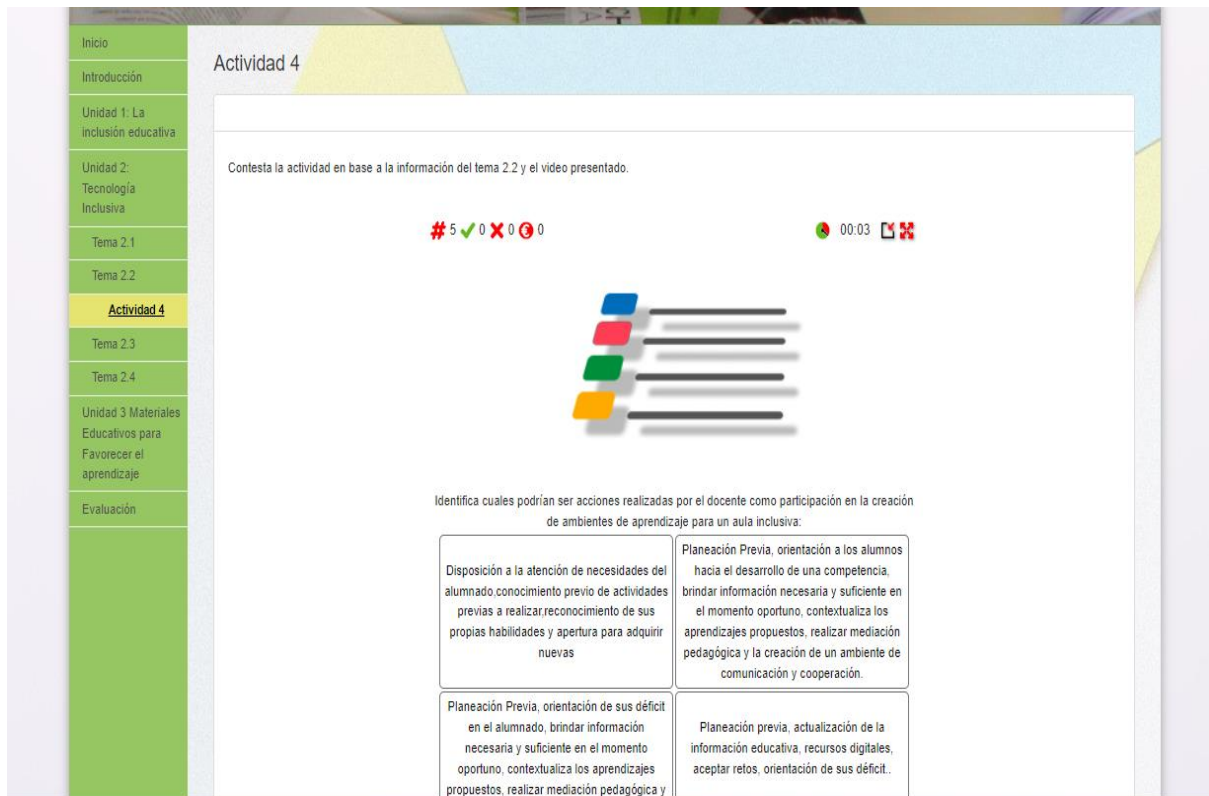 Inicio
Introducción
Unidad 1: La
inclusión educativa
Unidad 2:
Tecnología
Inclusiva
Tema 2.1
Tema 2.2
Actividad 4
Tema 2.3
Tema 2.4
Unidad 3 Materiales
Educativos para
Favorecer el
aprendizaje
Evaluación
Actividad 4
Contesta la actividad en base a la información del tema 2.2 y el video presentado.
# 5 0 0 0
00:03
Identifica cuales podrían ser acciones realizadas por el docente como participación en la creación
de ambientes de aprendizaje para un aula inclusiva:
Disposición a la atención de necesidades del
alumnado,conocimiento previo de actividades
previas a realizar,reconocimiento de sus
propias habilidades y apertura para adquirir
nuevas
Planeación Previa, orientación a los alumnos
hacia el desarrollo de una competencia,
brindar información necesaria y suficiente en
el momento oportuno, contextualiza los
aprendizajes propuestos, realizar mediación
pedagógica y la creación de un ambiente de
comunicación y cooperación.
Planeación Previa, orientación de sus déficit
en el alumnado, brindar información
necesaria y suficiente en el momento
oportuno, contextualiza los aprendizajes
propuestos, realizar mediación pedagógica y
Planeación previa, actualización de la
información educativa, recursos digitales,
aceptar retos, orientación de sus déficit..